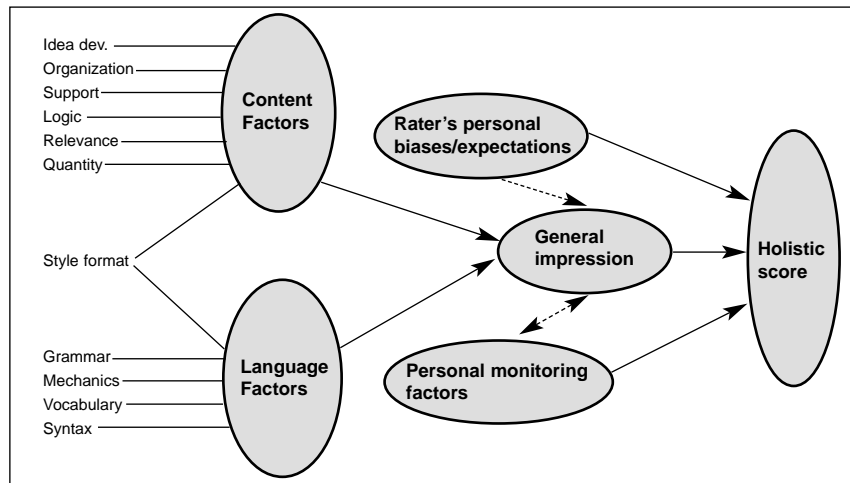 Idea dev.
Organization
Support
Logic
Relevance
Quantity
Style format
Grammar
Mechanics
Vocabulary
Syntax
Content
Factors
Language
Factors
Rater’s personal
biases/expectations
General
impression
Personal monitoring
factors
Holistic
score